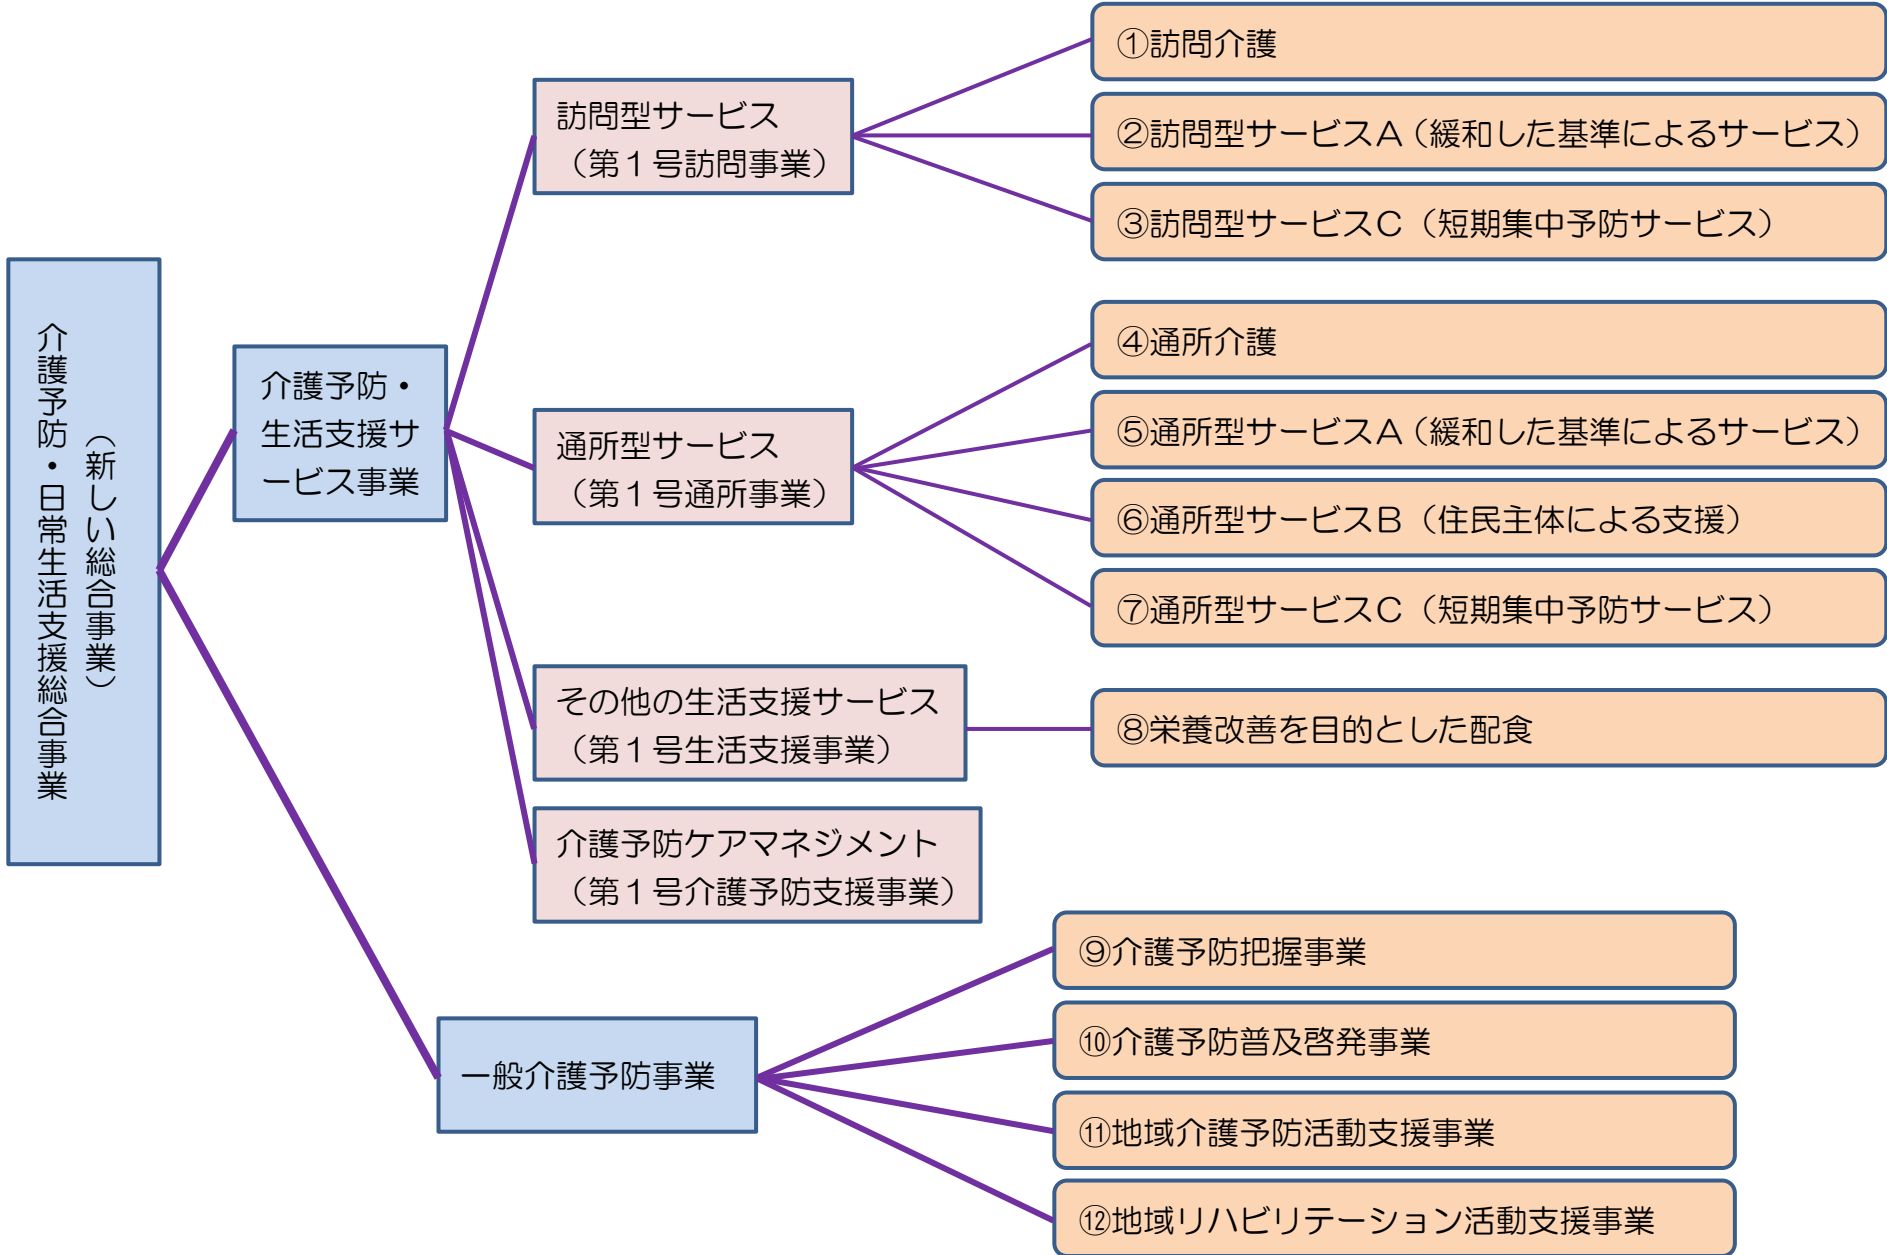 介護予防・日常生活支援総合事業
（新しい総合事業）
介護予防・
生活支援サ
ービス事業
訪問型サービス
（第１号訪問事業）
①訪問介護
②訪問型サービスＡ（緩和した基準によるサービス）
③訪問型サービスＣ（短期集中予防サービス）
通所型サービス
（第１号通所事業）
④通所介護
⑤通所型サービスＡ（緩和した基準によるサービス）
⑥通所型サービスＢ（住民主体による支援）
⑦通所型サービスＣ（短期集中予防サービス）
その他の生活支援サービス
（第１号生活支援事業）
⑧栄養改善を目的とした配食
介護予防ケアマネジメント
（第１号介護予防支援事業）
一般介護予防事業
⑨介護予防把握事業
⑩介護予防普及啓発事業
⑪地域介護予防活動支援事業
⑫地域リハビリテーション活動支援事業